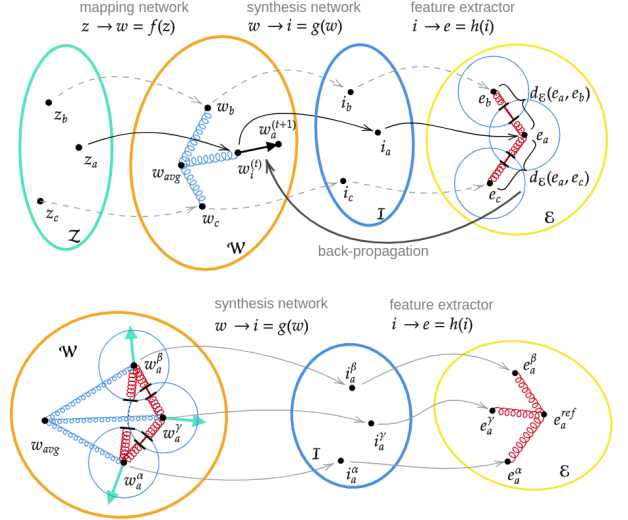 mapping network synthesis network feature extractor
z → w = f(z) w → i = g(w) i → e = h(i)
z_b w_b i_b e_b d_ℰ(e_a, e_b)
z_a w_a^(t+1) i_a e_a
w_avg w_i^(t)
z_c w_c i_c e_c d_ℰ(e_a, e_c)
𝒵 𝒲 ℐ ℰ
back-propagation
synthesis network feature extractor
w → i = g(w) i → e = h(i)
𝒲 w_a^β i_a^β e_a^β
w_avg w_a^γ i_a^γ e_a^γ e_a^ref
w_a^α ℐ i_a^α e_a^α ℰ